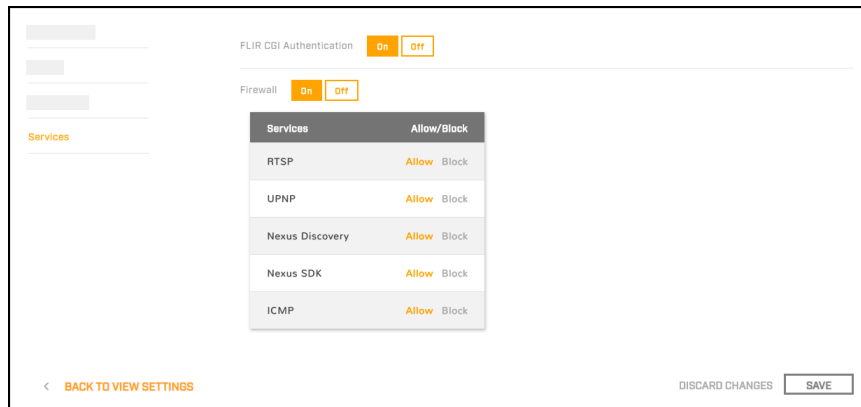 FLIR CGI Authentication On Off
Firewall On Off
Services
Services Allow/Block
RTSP Allow Block
UPNP Allow Block
Nexus Discovery Allow Block
Nexus SDK Allow Block
ICMP Allow Block
< BACK TO VIEW SETTINGS
DISCARD CHANGES SAVE